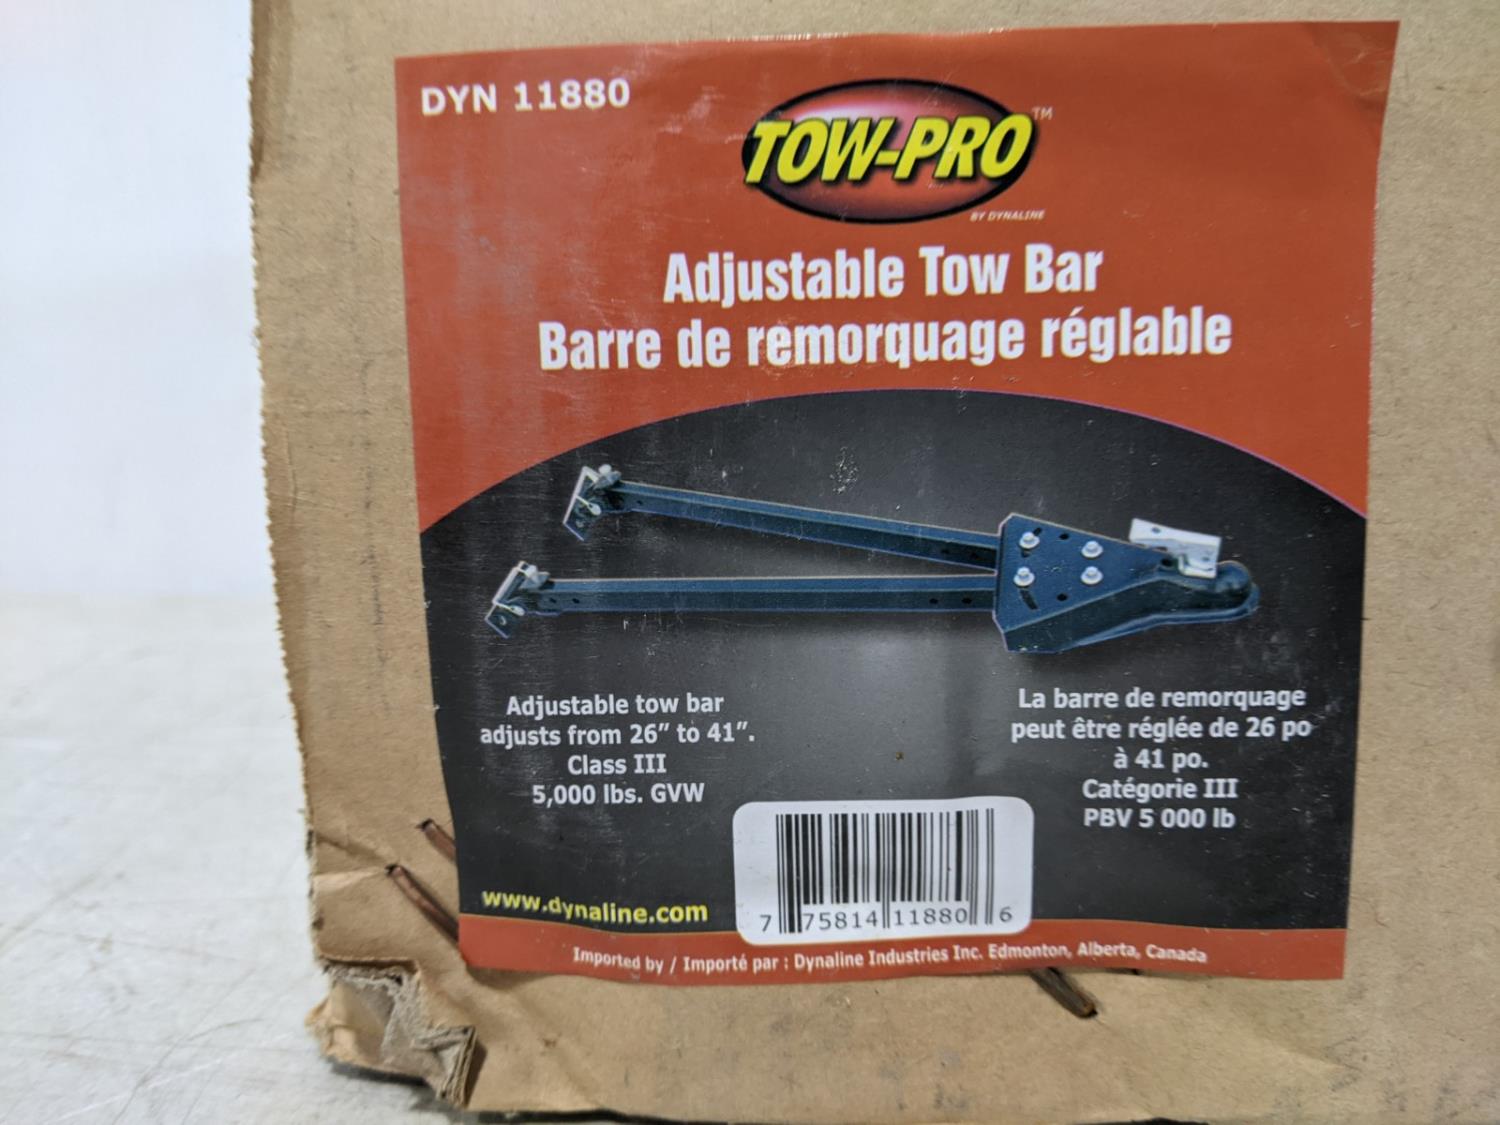 DYN 11880
TOW-PRO™
BY DYNALINE
Adjustable Tow Bar
Barre de remorquage réglable
Adjustable tow bar
adjusts from 26" to 41".
Class III
5,000 lbs. GVW
La barre de remorquage
peut être réglée de 26 po
à 41 po.
Catégorie III
PBV 5 000 lb
www.dynaline.com
7 75814 11880 6
Imported by / Importé par : Dynaline Industries Inc. Edmonton, Alberta, Canada